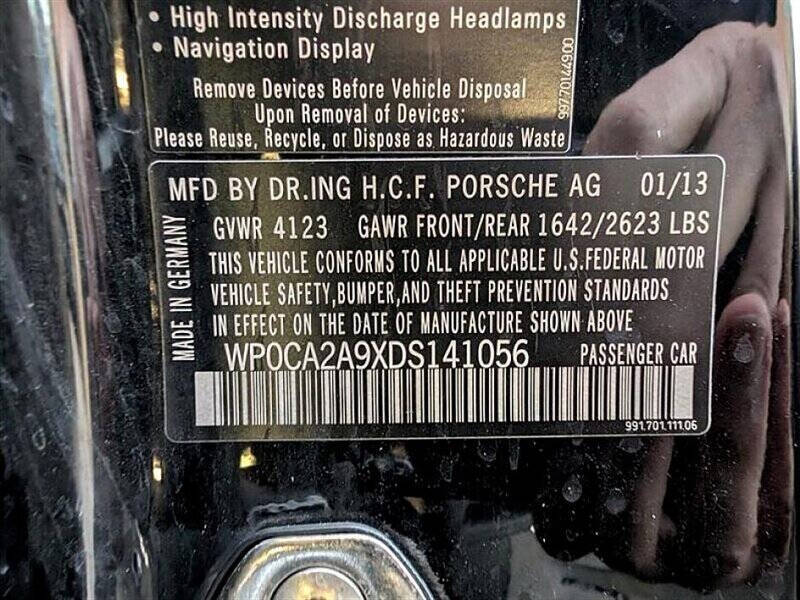 • High Intensity Discharge Headlamps
• Navigation Display
Remove Devices Before Vehicle Disposal
Upon Removal of Devices:
Please Reuse, Recycle, or Dispose as Hazardous Waste
997.701.449.00
MFD BY DR.ING H.C.F. PORSCHE AG 01/13
GVWR 4123 GAWR FRONT/REAR 1642/2623 LBS
THIS VEHICLE CONFORMS TO ALL APPLICABLE U.S.FEDERAL MOTOR
VEHICLE SAFETY,BUMPER,AND THEFT PREVENTION STANDARDS
IN EFFECT ON THE DATE OF MANUFACTURE SHOWN ABOVE
MADE IN GERMANY
WP0CA2A9XDS141056 PASSENGER CAR
991.701.111.06